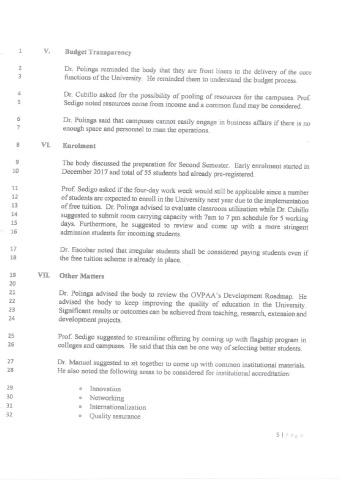 1 V. Budget Transparency
2 Dr. Polinga reminded the body that they are front liners in the delivery of the core
3 functions of the University. He reminded them to understand the budget process.
4 Dr. Cubillo asked for the possibility of pooling of resources for the campuses. Prof.
5 Sedigo noted resources come from income and a common fund may be considered.
6 Dr. Polinga said that campuses cannot easily engage in business affairs if there is no
7 enough space and personnel to man the operations.
8 VI. Enrolment
9 The body discussed the preparation for Second Semester. Early enrolment started in
10 December 2017 and total of 55 students had already pre-registered.
11 Prof. Sedigo asked if the four-day work week would still be applicable since a number
12 of students are expected to enroll in the University next year due to the implementation
13 of free tuition. Dr. Polinga advised to evaluate classroom utilization while Dr. Cubillo
14 suggested to submit room carrying capacity with 7am to 7 pm schedule for 5 working
15 days. Furthermore, he suggested to review and come up with a more stringent
16 admission students for incoming students.
17 Dr. Escobar noted that irregular students shall be considered paying students even if
18 the free tuition scheme is already in place.
19 VII. Other Matters
20
21 Dr. Polinga advised the body to review the OVPAA's Development Roadmap. He
22 advised the body to keep improving the quality of education in the University.
23 Significant results or outcomes can be achieved from teaching, research, extension and
24 development projects.
25 Prof. Sedigo suggested to streamline offering by coming up with flagship program in
26 colleges and campuses. He said that this can be one way of selecting better students.
27 Dr. Manuel suggested to sit together to come up with common institutional materials.
28 He also noted the following areas to be considered for institutional accreditation:
29 • Innovation
30 • Networking
31 • Internationalization
32 • Quality assurance
5 | Page